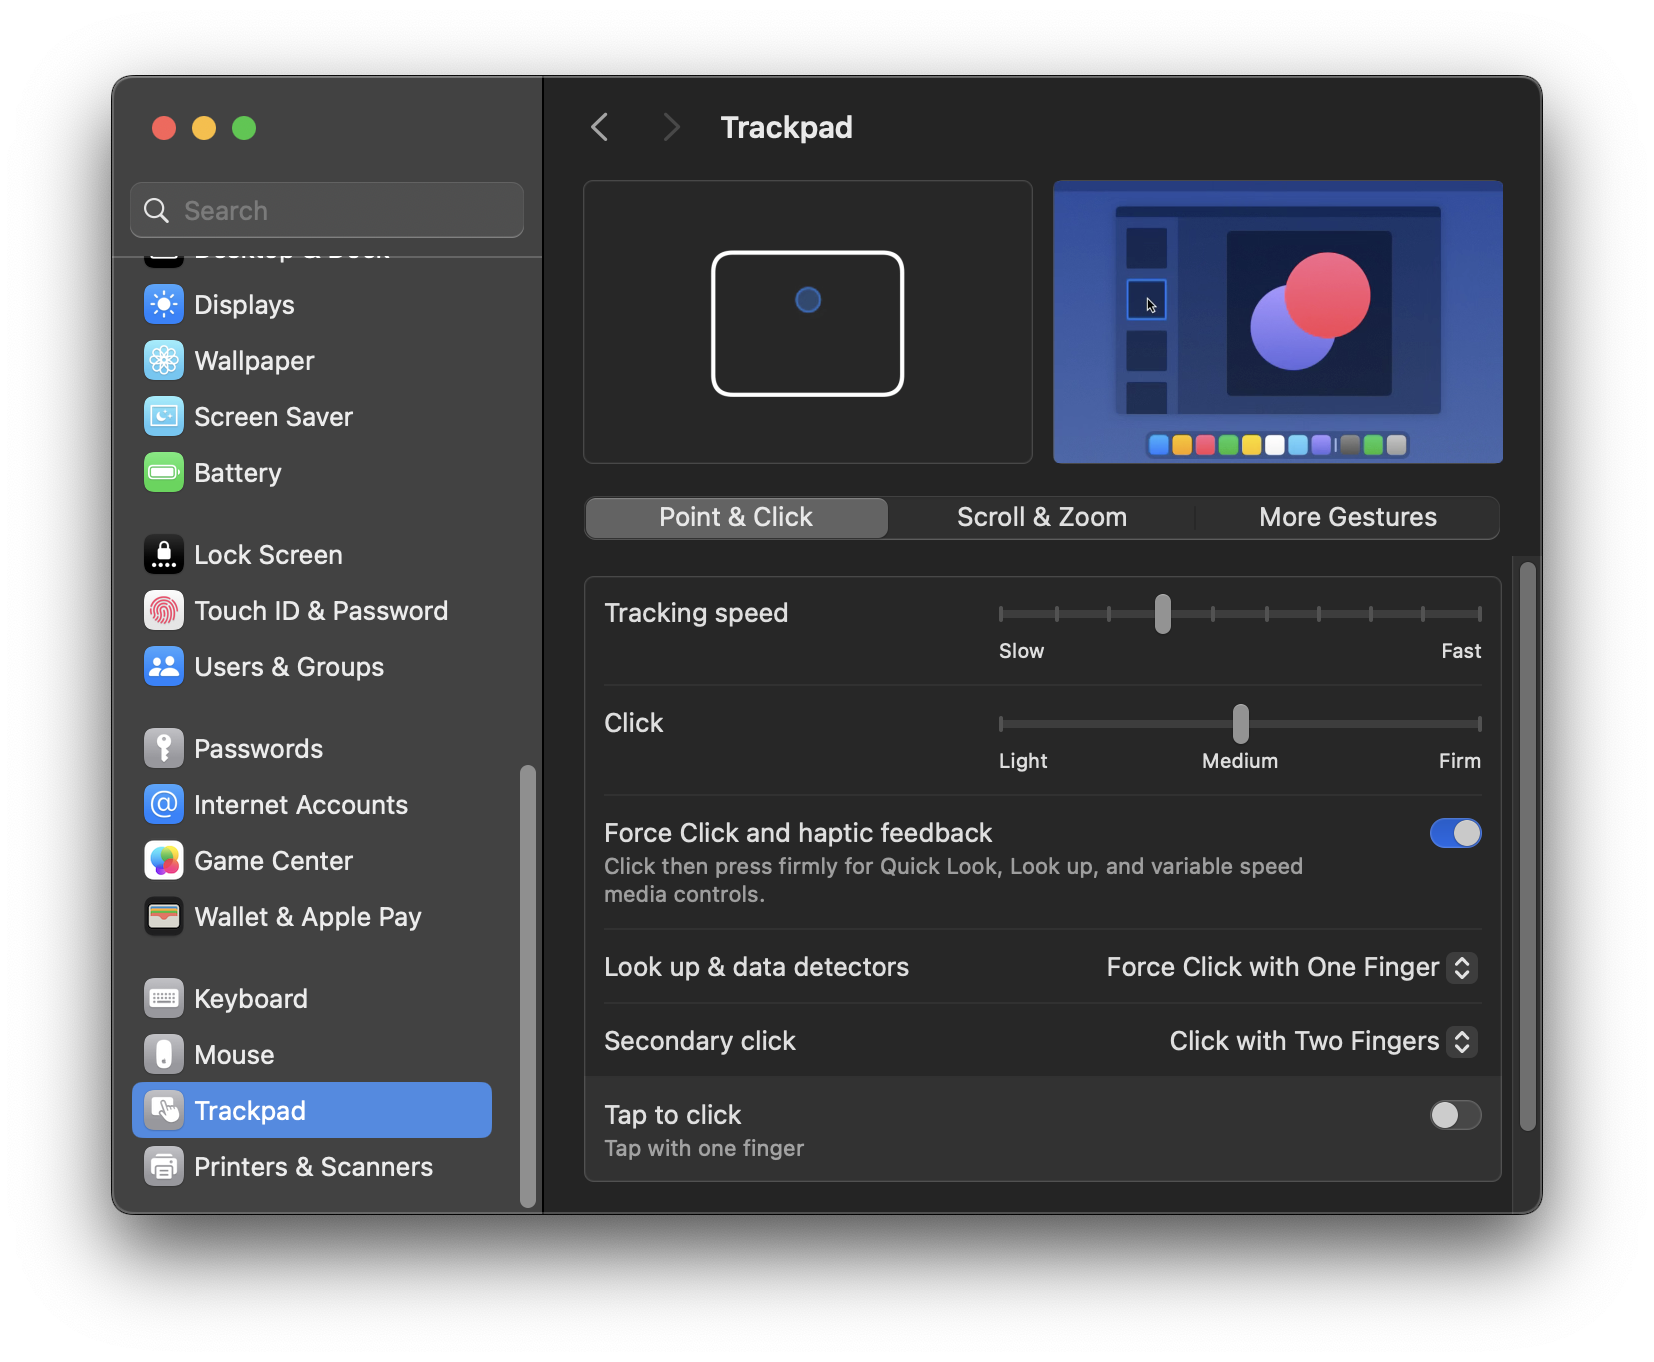 Trackpad
Search
Displays
Wallpaper
Screen Saver
Battery
Lock Screen
Touch ID & Password
Users & Groups
Passwords
Internet Accounts
Game Center
Wallet & Apple Pay
Keyboard
Mouse
Trackpad
Printers & Scanners
Point & Click
Scroll & Zoom
More Gestures
Tracking speed
Slow
Fast
Click
Light
Medium
Firm
Force Click and haptic feedback
Click then press firmly for Quick Look, Look up, and variable speed
media controls.
Look up & data detectors
Force Click with One Finger
Secondary click
Click with Two Fingers
Tap to click
Tap with one finger